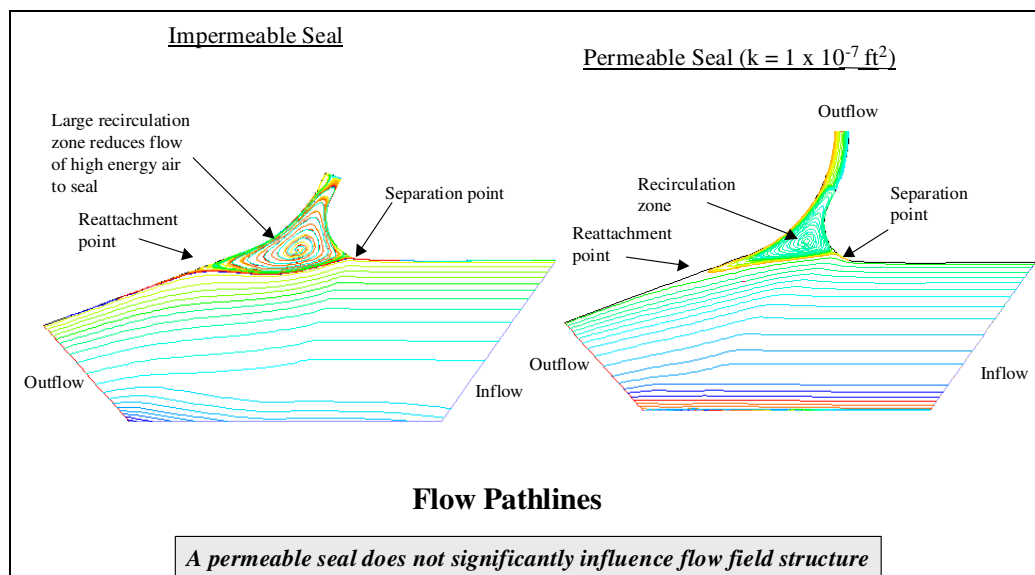 Impermeable Seal
Large recirculation
zone reduces flow
of high energy air
to seal
Reattachment
point
Separation point
Outflow
Inflow
Permeable Seal (k = 1 x 10⁻⁷ ft²)
Outflow
Recirculation
zone
Separation
point
Reattachment
point
Outflow
Inflow
Flow Pathlines
A permeable seal does not significantly influence flow field structure